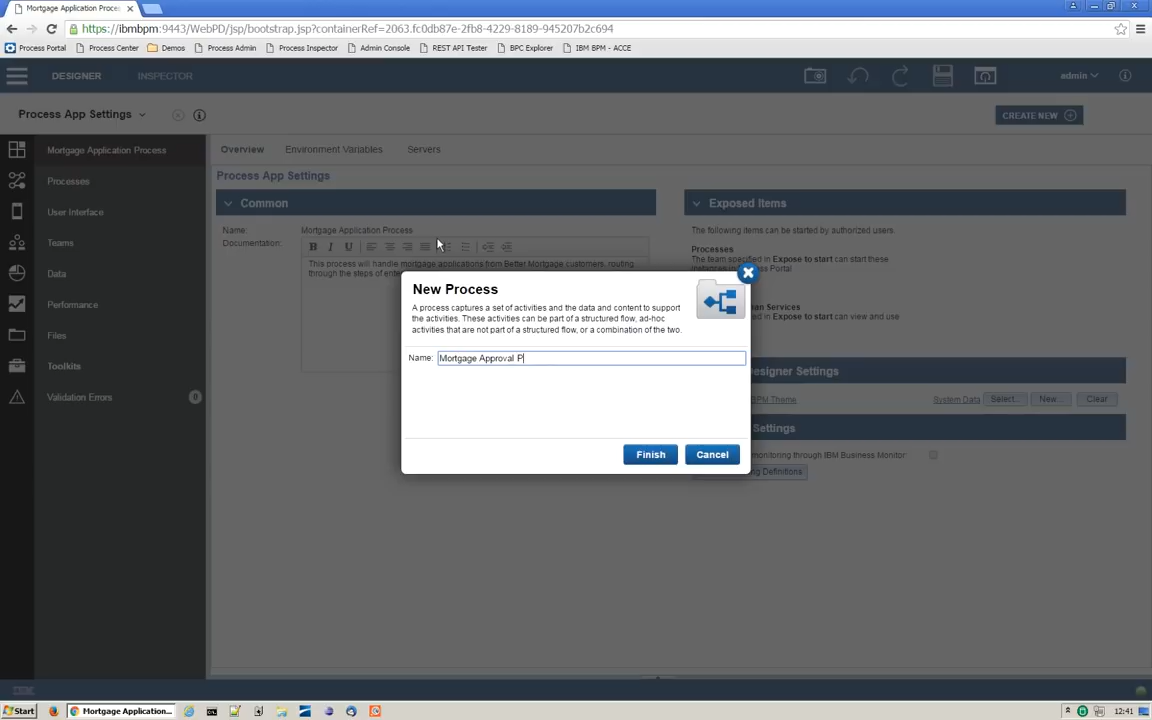 Mortgage Application Proces
https://ibmbpm:9443/WebPD/jsp/bootstrap.jsp?containerRef=2063.fc0db87e-2fb8-4229-8189-945207b2c694
Process Portal Process Center Demos Process Admin Process Inspector Admin Console REST API Tester BPC Explorer IBM BPM - ACCE
DESIGNER INSPECTOR admin
Process App Settings CREATE NEW
Mortgage Application Process Overview Environment Variables Servers
Process App Settings
Processes
Common Exposed Items
User Interface
Name: Mortgage Application Process The following items can be started by authorized users.
Teams
Documentation: B I U
Processes
This process will handle mortgage applications from Better Mortgage customers, routing The team specified in Expose to start can start these
through the steps of ente
Data
New Process
A process captures a set of activities and the data and content to support
the activities. These activities can be part of a structured flow, ad-hoc
activities that are not part of a structured flow, or a combination of the two.
Performance
in Expose to start can view and use
Files
Name: Mortgage Approval P
Toolkits
Designer Settings
Validation Errors 0
BPM Theme System Data Select... New... Clear
Settings
monitoring through IBM Business Monitor:
Finish Cancel
ing Definitions
IBM
Start Mortgage Application... 12:41